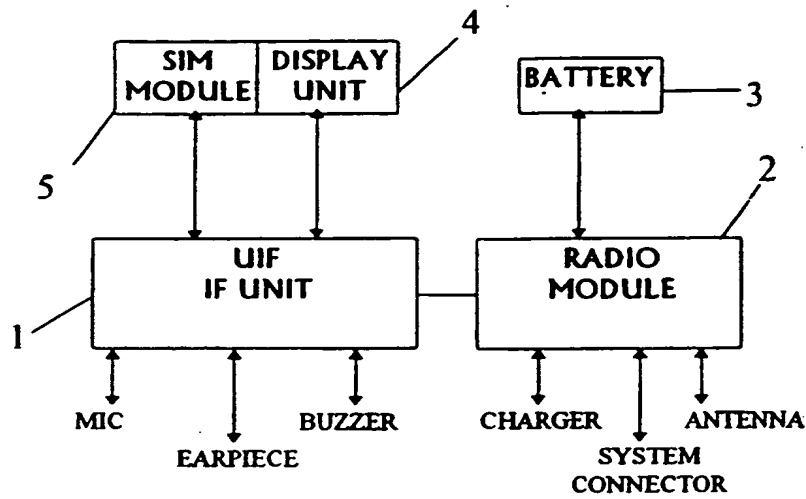 4
SIM
MODULE
DISPLAY
UNIT
BATTERY
3
5
2
UIF
IF UNIT
RADIO
MODULE
1
MIC
EARPIECE
BUZZER
CHARGER
SYSTEM
CONNECTOR
ANTENNA